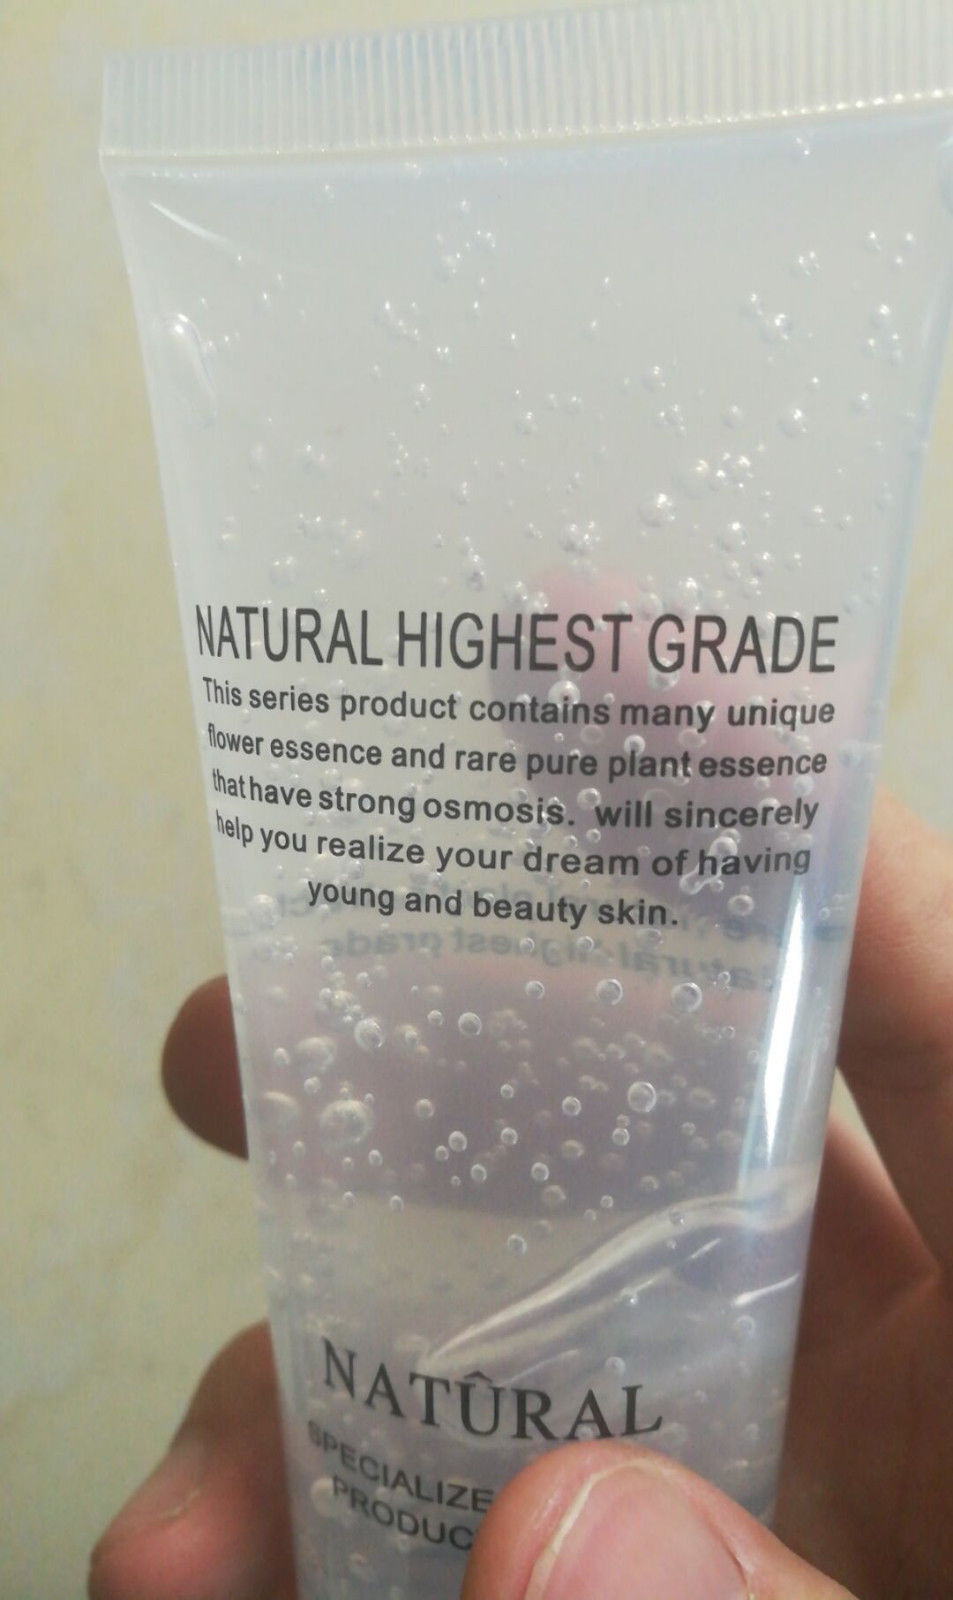 NATURAL HIGHEST GRADE
This series product contains many unique
flower essence and rare pure plant essence
that have strong osmosis. will sincerely
help you realize your dream of having
young and beauty skin.
NATÛRAL
SPECIALIZE
PRODUC